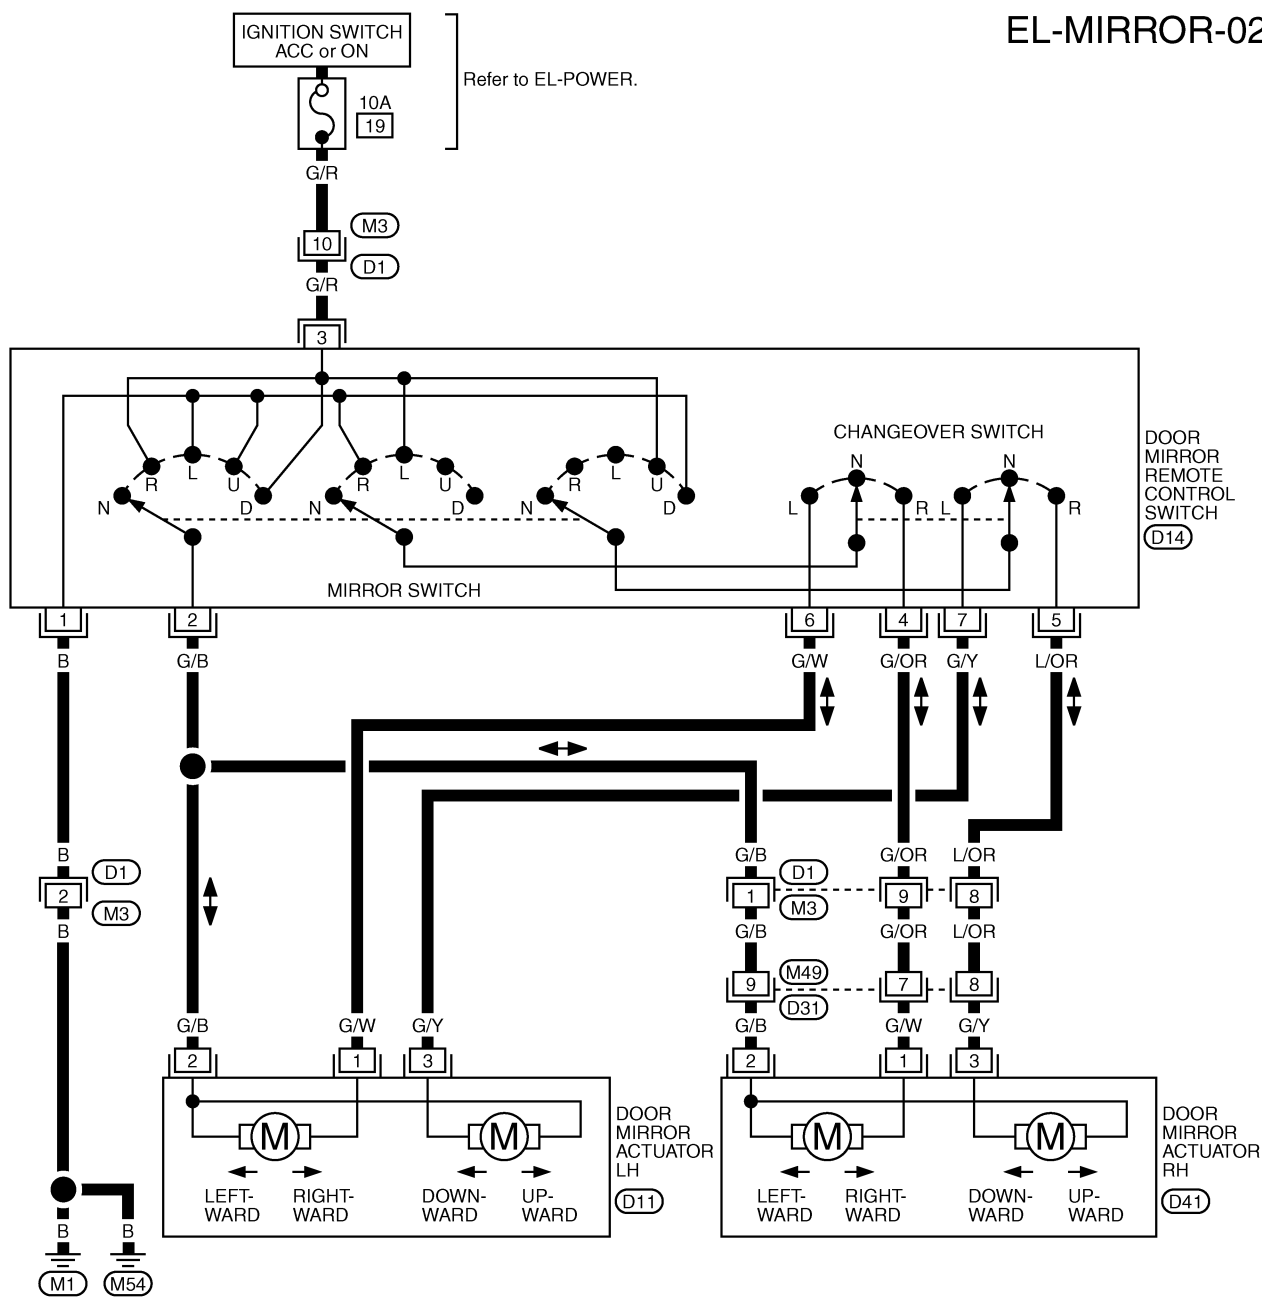 EL-MIRROR-02
IGNITION SWITCH
ACC or ON
Refer to EL-POWER.
10A
19
G/R
M3
10
D1
G/R
3
CHANGEOVER SWITCH
DOOR
MIRROR
REMOTE
CONTROL
SWITCH
D14
N R L U D
N R L U D
N R L U D
L N R
L N R
MIRROR SWITCH
1 2 6 4 7 5
B G/B G/W G/OR G/Y L/OR
B G/B G/OR L/OR
D1 D1
2 1 9 8
M3 M3
B G/B G/OR L/OR
M49
9 7 8
D31
G/B G/W G/Y G/B G/W G/Y
2 1 3 2 1 3
M M M M
DOOR
MIRROR
ACTUATOR
LH
D11
DOOR
MIRROR
ACTUATOR
RH
D41
LEFT-
WARD
RIGHT-
WARD
DOWN-
WARD
UP-
WARD
LEFT-
WARD
RIGHT-
WARD
DOWN-
WARD
UP-
WARD
B B
M1 M54